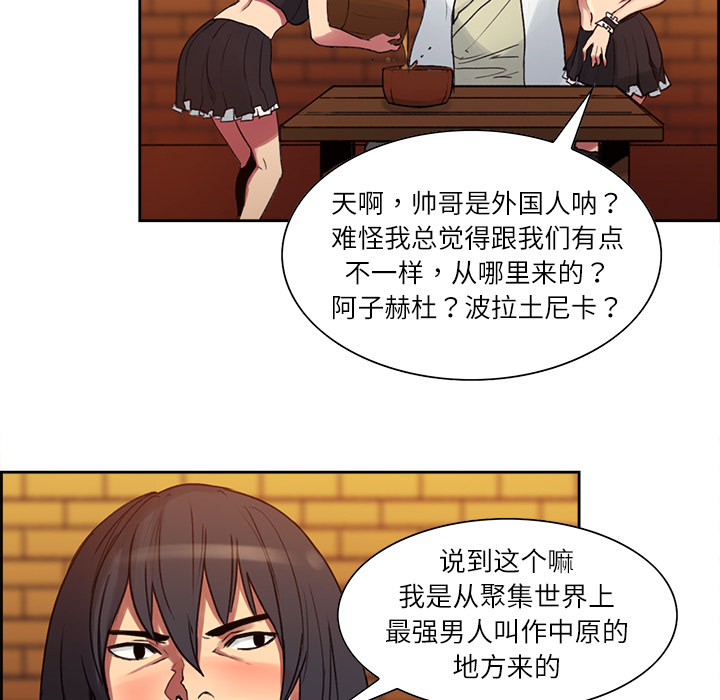 天啊，帅哥是外国人呐？
难怪我总觉得跟我们有点
不一样，从哪里来的？
阿子赫杜？波拉土尼卡？
说到这个嘛
我是从聚集世界上
最强男人叫作中原的
地方来的